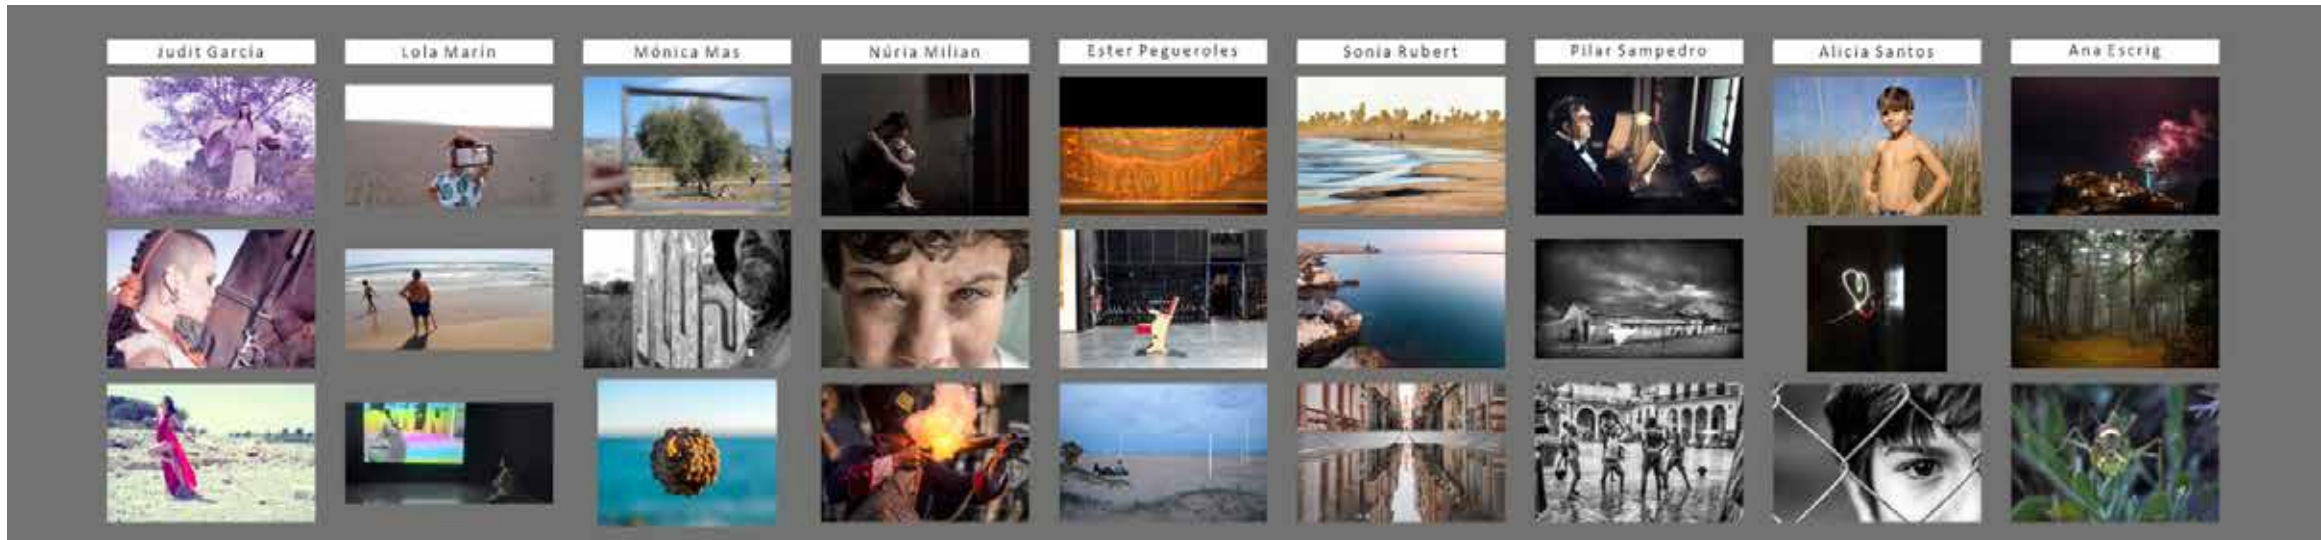 Judit García
Lola Marín
Mónica Mas
Núria Milian
Ester Pegueroles
Sonia Rubert
Pilar Sampedro
Alicia Santos
Ana Escrig